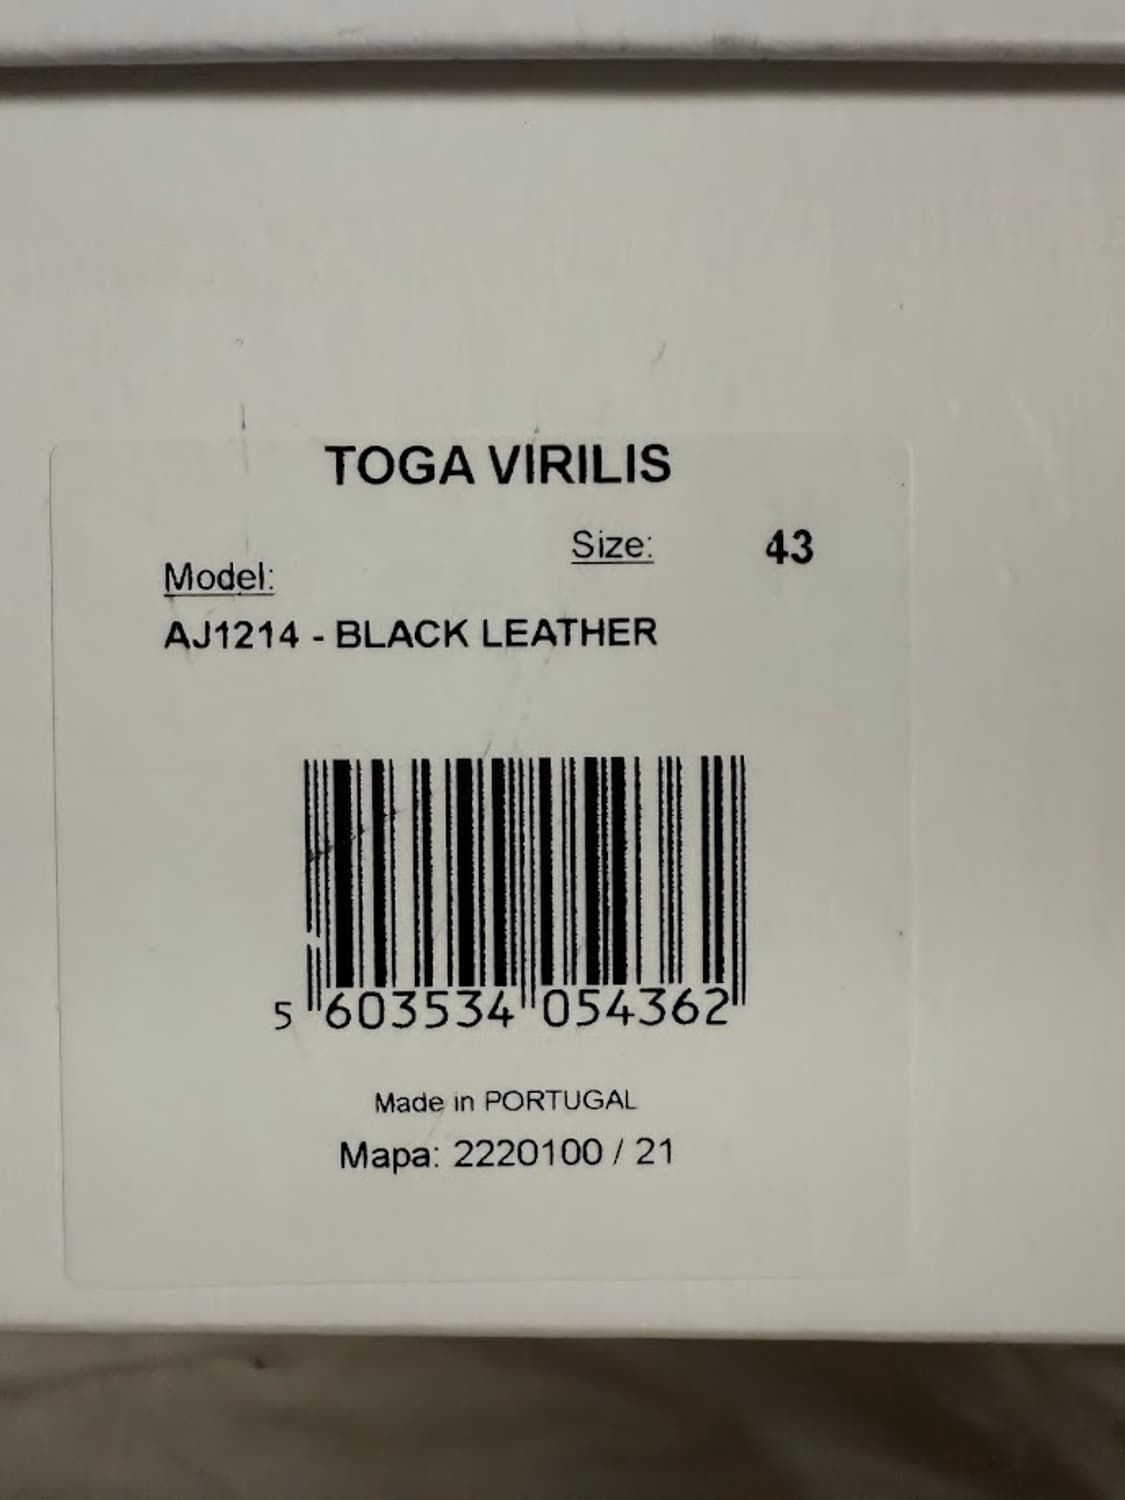 TOGA VIRILIS
Size: 43
Model:
AJ1214 - BLACK LEATHER
5 603534 054362
Made in PORTUGAL
Mapa: 2220100 / 21